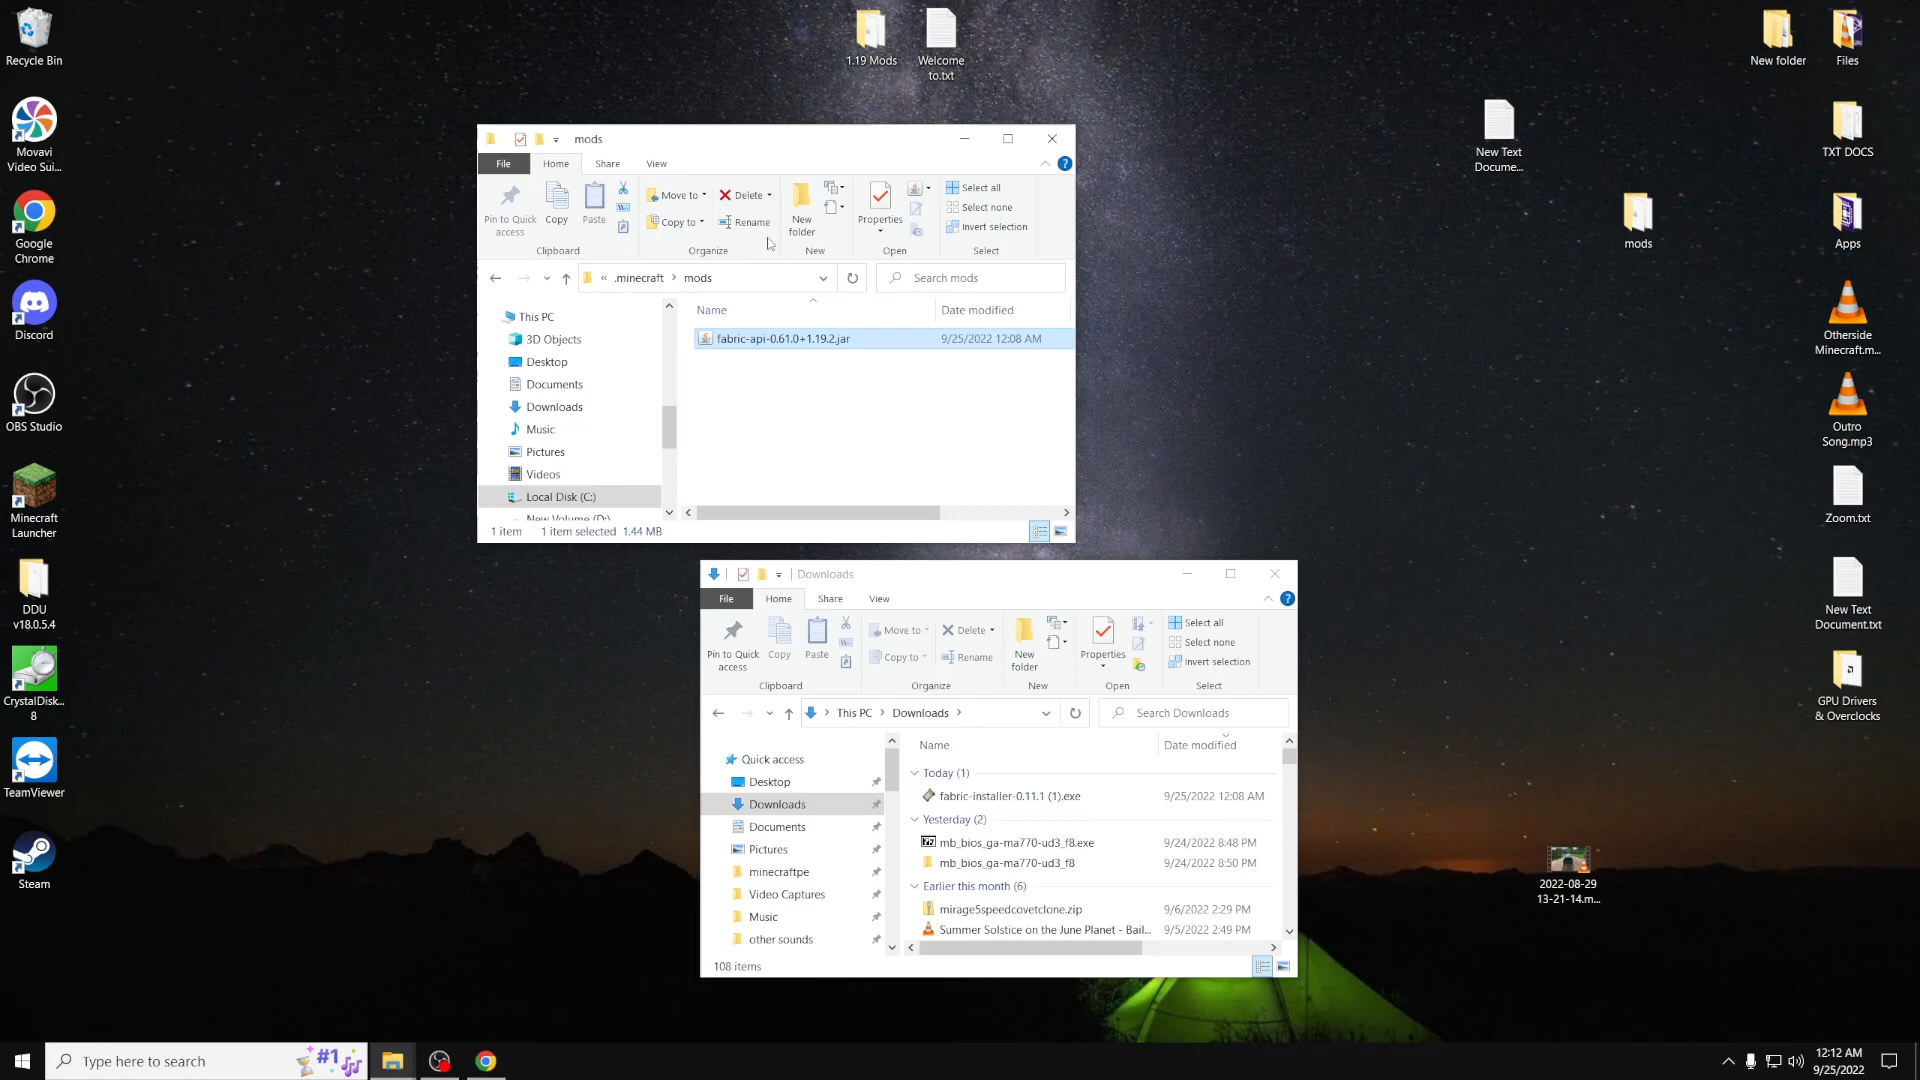 Recycle Bin
Movavi
Video Sui...
Google
Chrome
Discord
OBS Studio
Minecraft
Launcher
DDU
v18.0.5.4
CrystalDisk...
8
TeamViewer
Steam
1.19 Mods
Welcome
to.txt
New folder
Files
New Text
Docume...
TXT DOCS
mods
Apps
Otherside
Minecraft.m...
Outro
Song.mp3
Zoom.txt
New Text
Document.txt
GPU Drivers
& Overclocks
2022-08-29
13-21-14.m...
mods
File
Home
Share
View
Pin to Quick
access
Copy
Paste
Clipboard
Move to
Copy to
Delete
Rename
Organize
New
folder
New
Properties
Open
Select all
Select none
Invert selection
Select
« .minecraft > mods
Search mods
This PC
3D Objects
Desktop
Documents
Downloads
Music
Pictures
Videos
Local Disk (C:)
New Volume (D:)
Name
Date modified
fabric-api-0.61.0+1.19.2.jar
9/25/2022 12:08 AM
1 item
1 item selected 1.44 MB
Downloads
File
Home
Share
View
Pin to Quick
access
Copy
Paste
Clipboard
Move to
Copy to
Delete
Rename
Organize
New
folder
New
Properties
Open
Select all
Select none
Invert selection
Select
This PC > Downloads >
Search Downloads
Quick access
Desktop
Downloads
Documents
Pictures
minecraftpe
Video Captures
Music
other sounds
Name
Date modified
Today (1)
fabric-installer-0.11.1 (1).exe
9/25/2022 12:08 AM
Yesterday (2)
mb_bios_ga-ma770-ud3_f8.exe
9/24/2022 8:48 PM
mb_bios_ga-ma770-ud3_f8
9/24/2022 8:50 PM
Earlier this month (6)
mirage5speedcovetclone.zip
9/6/2022 2:29 PM
Summer Solstice on the June Planet - Bail...
9/5/2022 2:49 PM
108 items
Type here to search
#1
12:12 AM
9/25/2022